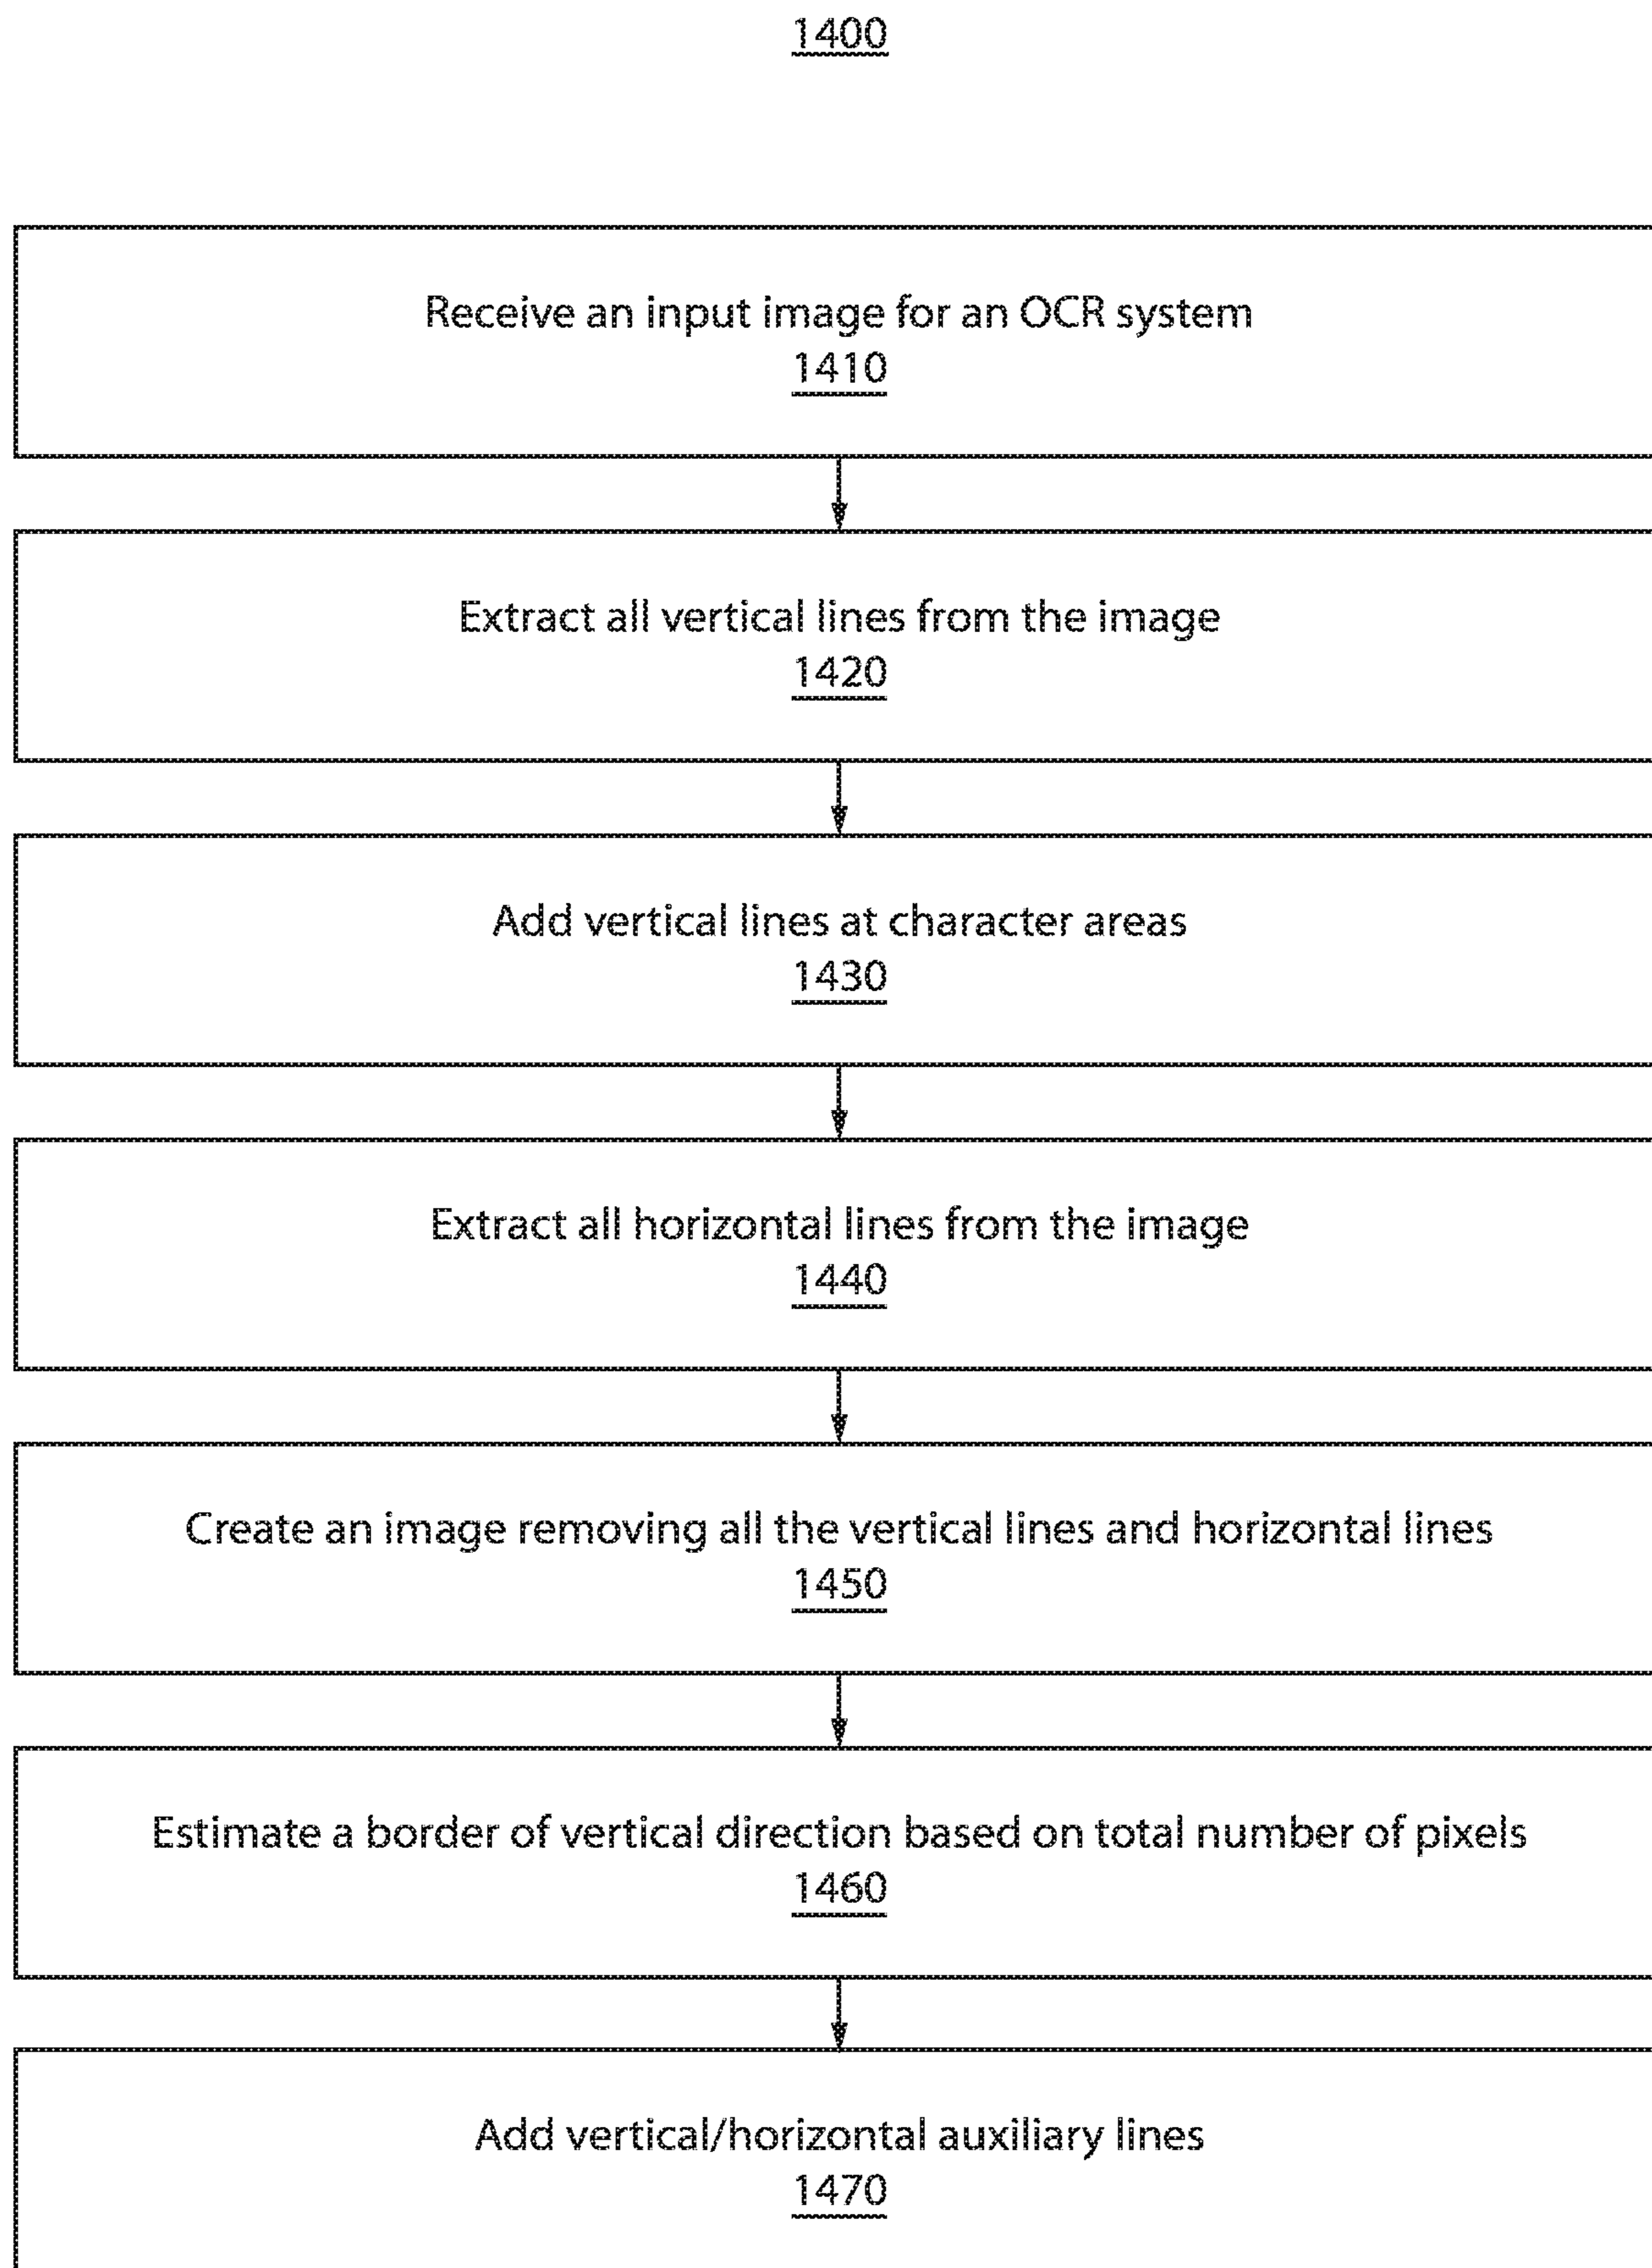 1400
Receive an input image for an OCR system
1410
Extract all vertical lines from the image
1420
Add vertical lines at character areas
1430
Extract all horizontal lines from the image
1440
Create an image removing all the vertical lines and horizontal lines
1450
Estimate a border of vertical direction based on total number of pixels
1460
Add vertical/horizontal auxiliary lines
1470